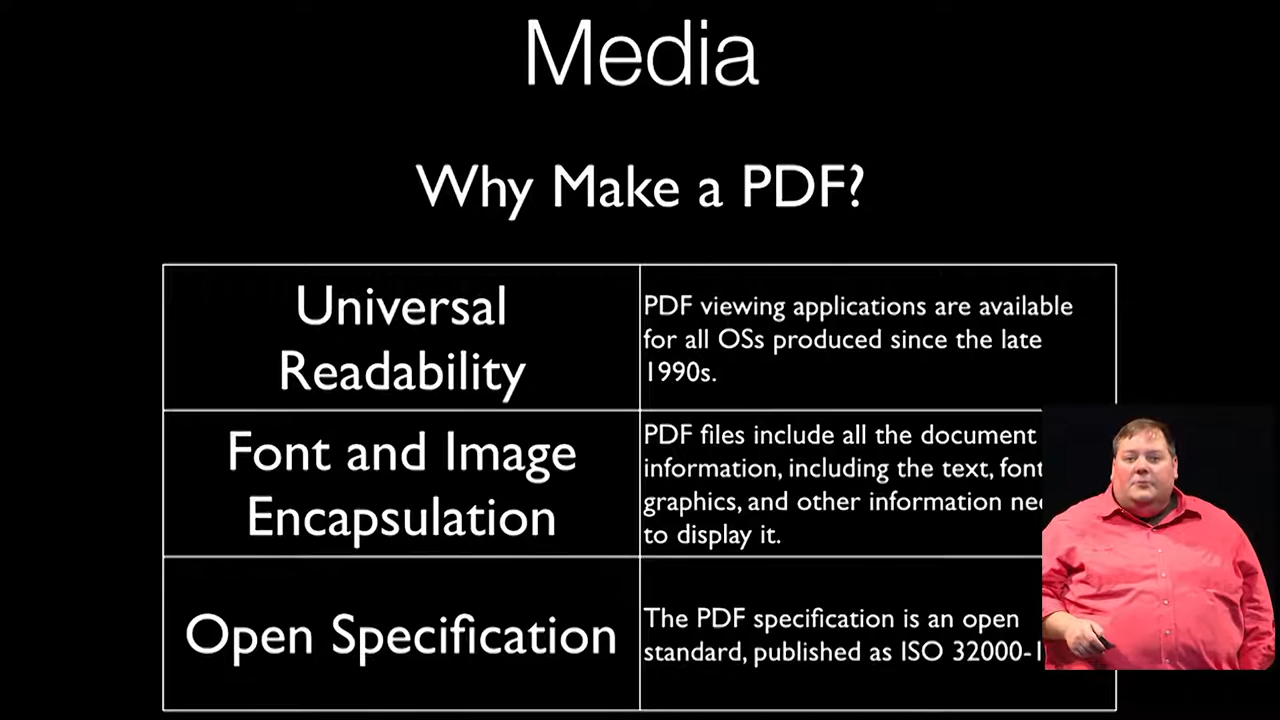 Media
Why Make a PDF?
Universal
Readability
PDF viewing applications are available
for all OSs produced since the late
1990s.
Font and Image
Encapsulation
PDF files include all the document
information, including the text,
graphics, and other information
to display it.
Open Specification
The PDF specification is an open
standard, published as ISO 32000-1